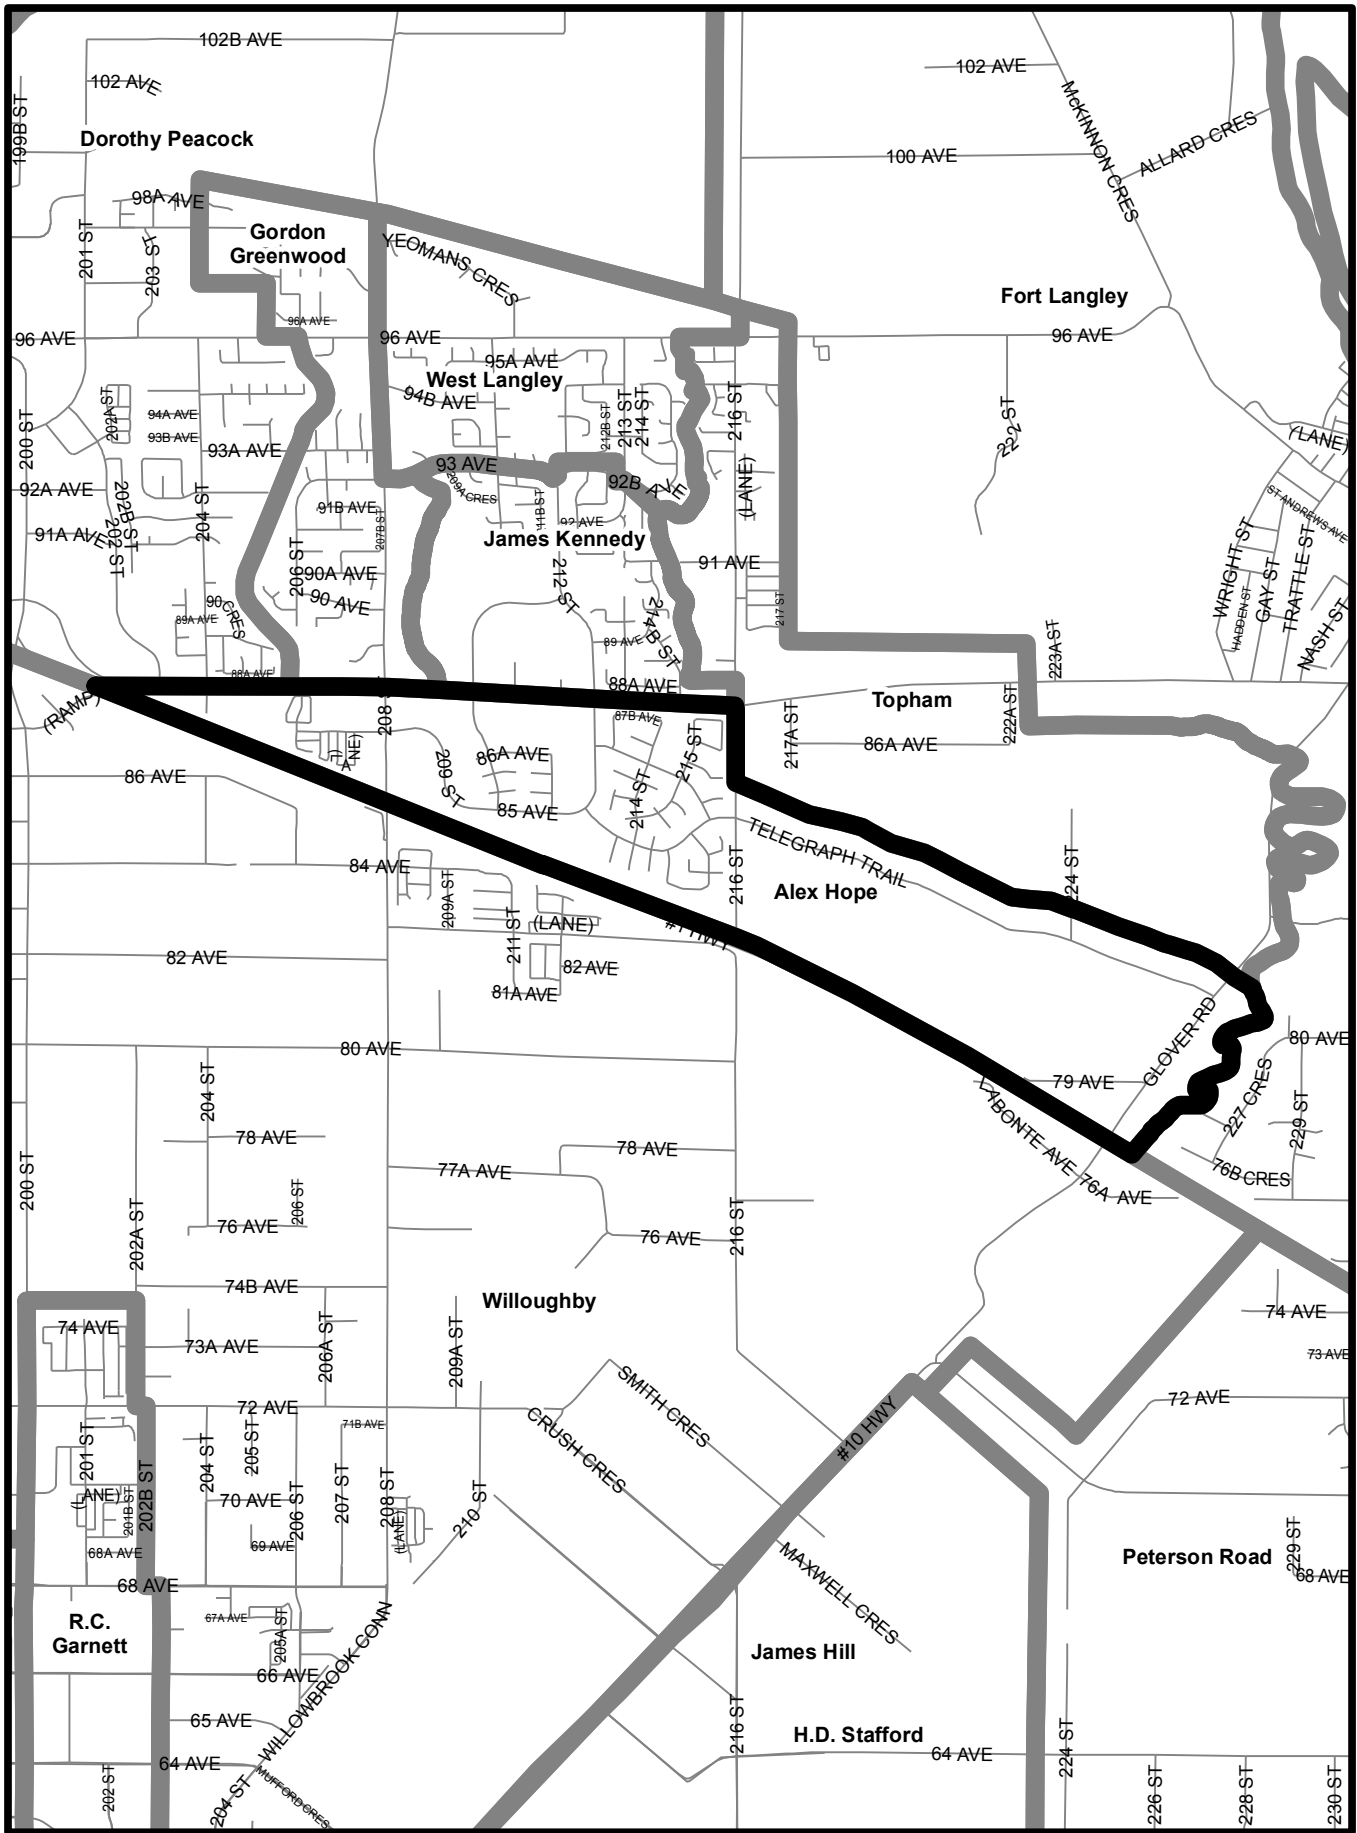 102B AVE
102 AVE
102 AVE
199B ST
McKINNON CRES
ALLARD CRES
Dorothy Peacock
100 AVE
98A AVE
201 ST
203 ST
Gordon
Greenwood
YEOMANS CRES
Fort Langley
96A AVE
96 AVE
96 AVE
96 AVE
95A AVE
West Langley
94B AVE
202A ST
94A AVE
93B AVE
93A AVE
200 ST
212B ST
213 ST
214 ST
216 ST
222 ST
(LANE)
93 AVE
92B AVE
(LANE)
209A CRES
92A AVE
202B ST
202 ST
204 ST
91B AVE
207B ST
92 AVE
ST ANDREWS AVE
91A AVE
James Kennedy
206 ST
90A AVE
90 AVE
212 ST
91 AVE
WRIGHT ST
HADDEN ST
GAY ST
TRATTLE ST
NASH ST
90 CRES
89A AVE
217 ST
214B ST
89 AVE
223A ST
88A AVE
88A AVE
(RAMP)
208
87B AVE
Topham
222A ST
217A ST
86A AVE
215 ST
(LANE)
209 ST
86A AVE
86 AVE
85 AVE
214 ST
TELEGRAPH TRAIL
84 AVE
209A ST
216 ST
Alex Hope
224 ST
211 ST
(LANE)
#1 HWY
82 AVE
82 AVE
81A AVE
GLOVER RD
80 AVE
80 AVE
204 ST
79 AVE
LABONTE AVE
227 CRES
229 ST
78 AVE
78 AVE
77A AVE
76B CRES
76A AVE
200 ST
202A ST
206 ST
76 AVE
76 AVE
216 ST
74B AVE
Willoughby
74 AVE
74 AVE
73A AVE
206A ST
209A ST
73 AVE
SMITH CRES
72 AVE
72 AVE
71B AVE
CRUSH CRES
#10 HWY
201 ST
204 ST
205 ST
(LANE)
201B ST
202B ST
70 AVE
206 ST
207 ST
208 ST
(LANE)
210 ST
69 AVE
68A AVE
MAXWELL CRES
Peterson Road
229 ST
68 AVE
68 AVE
R.C.
Garnett
67A AVE
205A ST
WILLOWBROOK CONN
James Hill
66 AVE
65 AVE
216 ST
H.D. Stafford
64 AVE
64 AVE
224 ST
202 ST
204 ST
MUFFORD CRES
226 ST
228 ST
230 ST